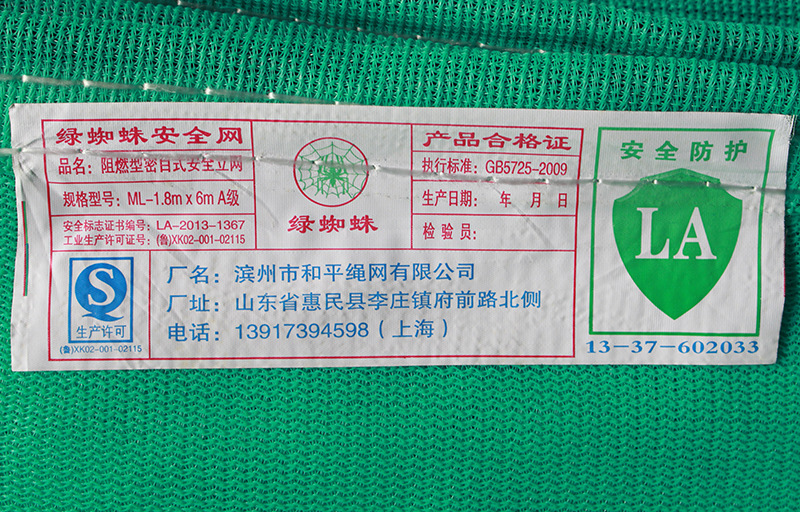 绿蜘蛛安全网
品名：阻燃型密目式安全立网
规格型号：ML-1.8m x 6m A级
安全标志证书编号：LA-2013-1367
工业生产许可证号：(鲁)XK02-001-02115
绿蜘蛛
产品合格证
执行标准：GB5725-2009
生产日期： 年 月 日
检验员：
安全防护
LA
13-37-602033
生产许可
(鲁)XK02-001-02115
厂名：滨州市和平绳网有限公司
厂址：山东省惠民县李庄镇府前路北侧
电话：13917394598（上海）